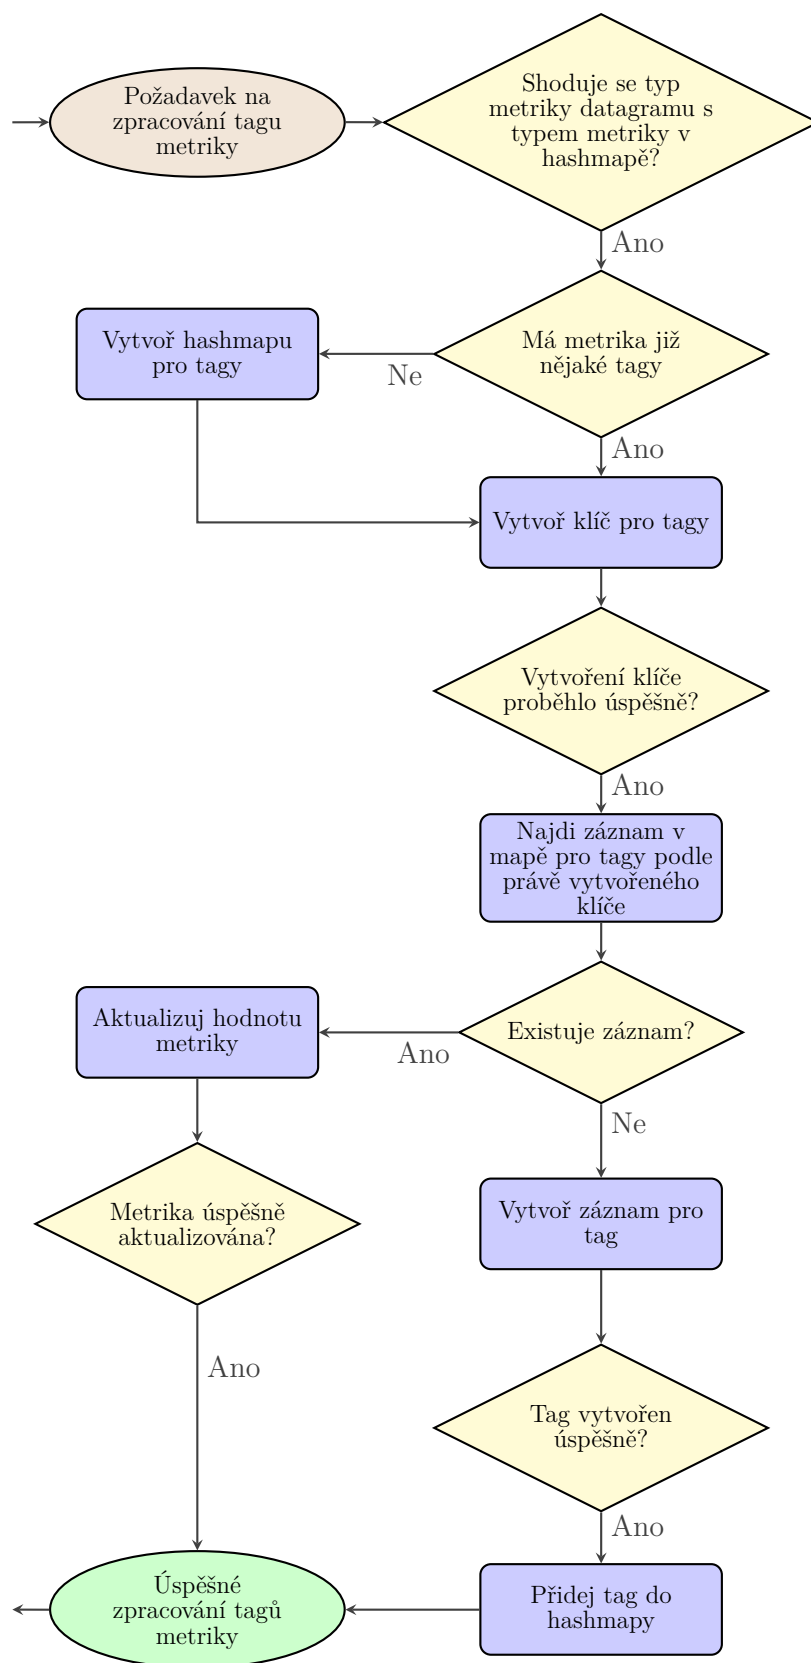 Požadavek na
zpracování tagu
metriky
Shoduje se typ
metriky datagramu s
typem metriky v
hashmapě?
Ano
Má metrika již
nějaké tagy
Ne
Vytvoř hashmapu
pro tagy
Ano
Vytvoř klíč pro tagy
Vytvoření klíče
proběhlo úspěšně?
Ano
Najdi záznam v
mapě pro tagy podle
právě vytvořeného
klíče
Existuje záznam?
Ano
Aktualizuj hodnotu
metriky
Ne
Vytvoř záznam pro
tag
Metrika úspěšně
aktualizována?
Ano
Tag vytvořen
úspěšně?
Ano
Přidej tag do
hashmapy
Úspěšné
zpracování tagů
metriky